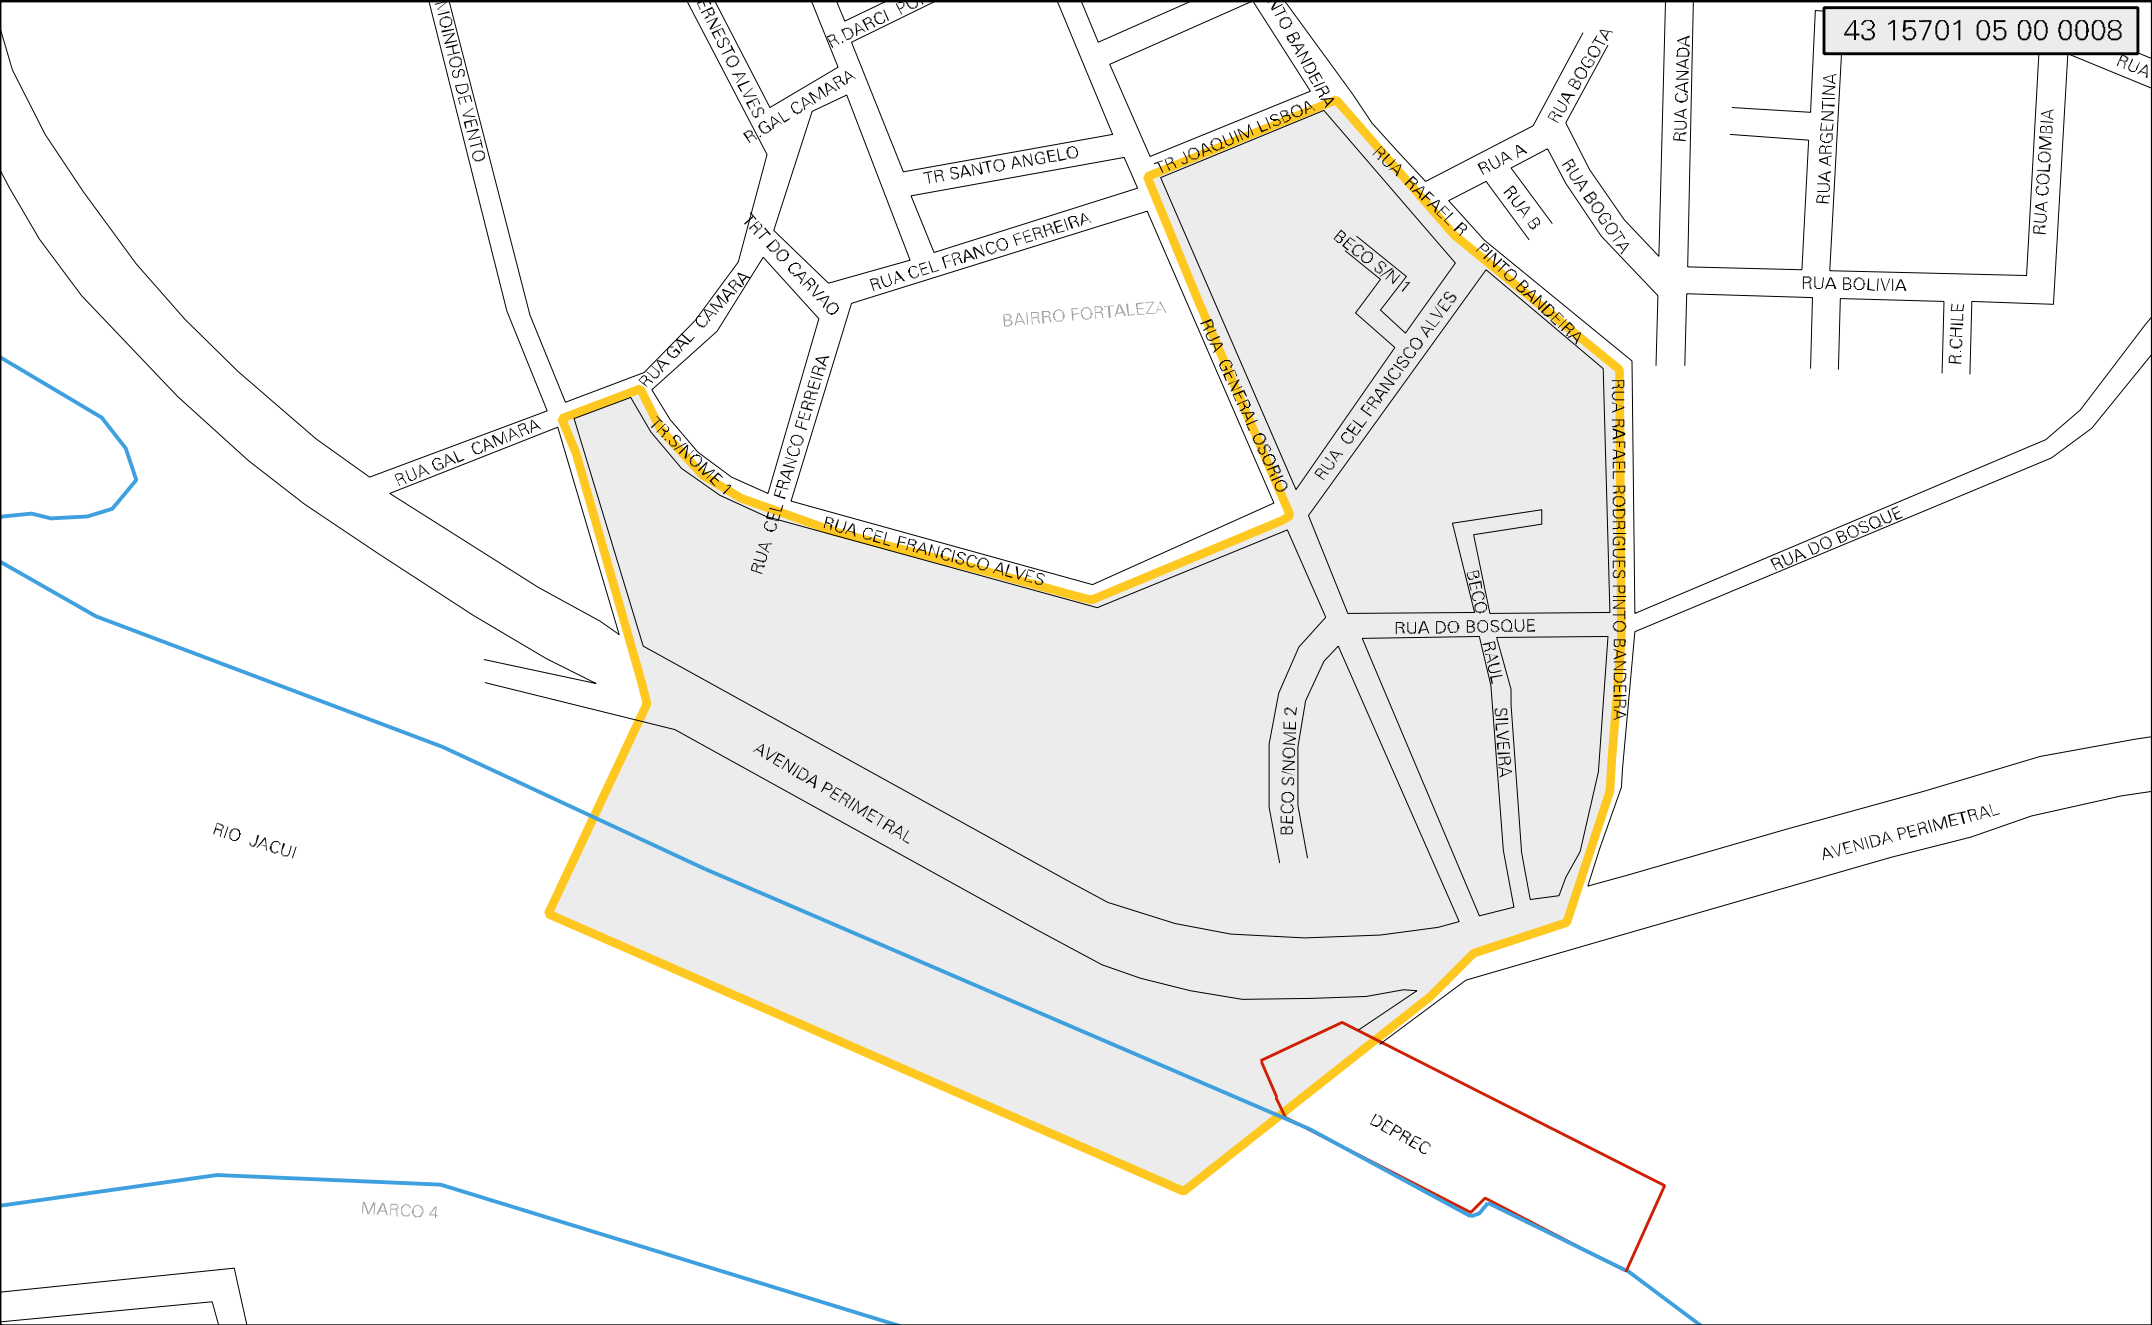 43 15701 05 00 0008
MOINHOS DE VENTO
ERNESTO ALVES
R.DARCI
R.GAL CAMARA
TR SANTO ANGELO
NTO BANDEIRA
TR JOAQUIM LISBOA
RUA BOGOTA
RUA CANADA
RUA ARGENTINA
RUA COLOMBIA
RUA
RUA A
RUA B
RUA BOGOTA
RUA RAFAEL R PINTO BANDEIRA
RUA BOLIVIA
R.CHILE
TRT DO CARVAO
RUA CEL FRANCO FERREIRA
BECO S/N 1
BAIRRO FORTALEZA
RUA GAL CAMARA
RUA GAL CAMARA
TR.S/NOME 1
RUA CEL FRANCO FERREIRA
RUA GENERAL OSORIO
RUA CEL FRANCISCO ALVES
RUA CEL FRANCISCO ALVES
RUA RAFAEL RODRIGUES PINTO BANDEIRA
RUA DO BOSQUE
RUA DO BOSQUE
BECO RAUL SILVEIRA
BECO S/NOME 2
AVENIDA PERIMETRAL
AVENIDA PERIMETRAL
RIO JACUI
DEPREC
MARCO 4